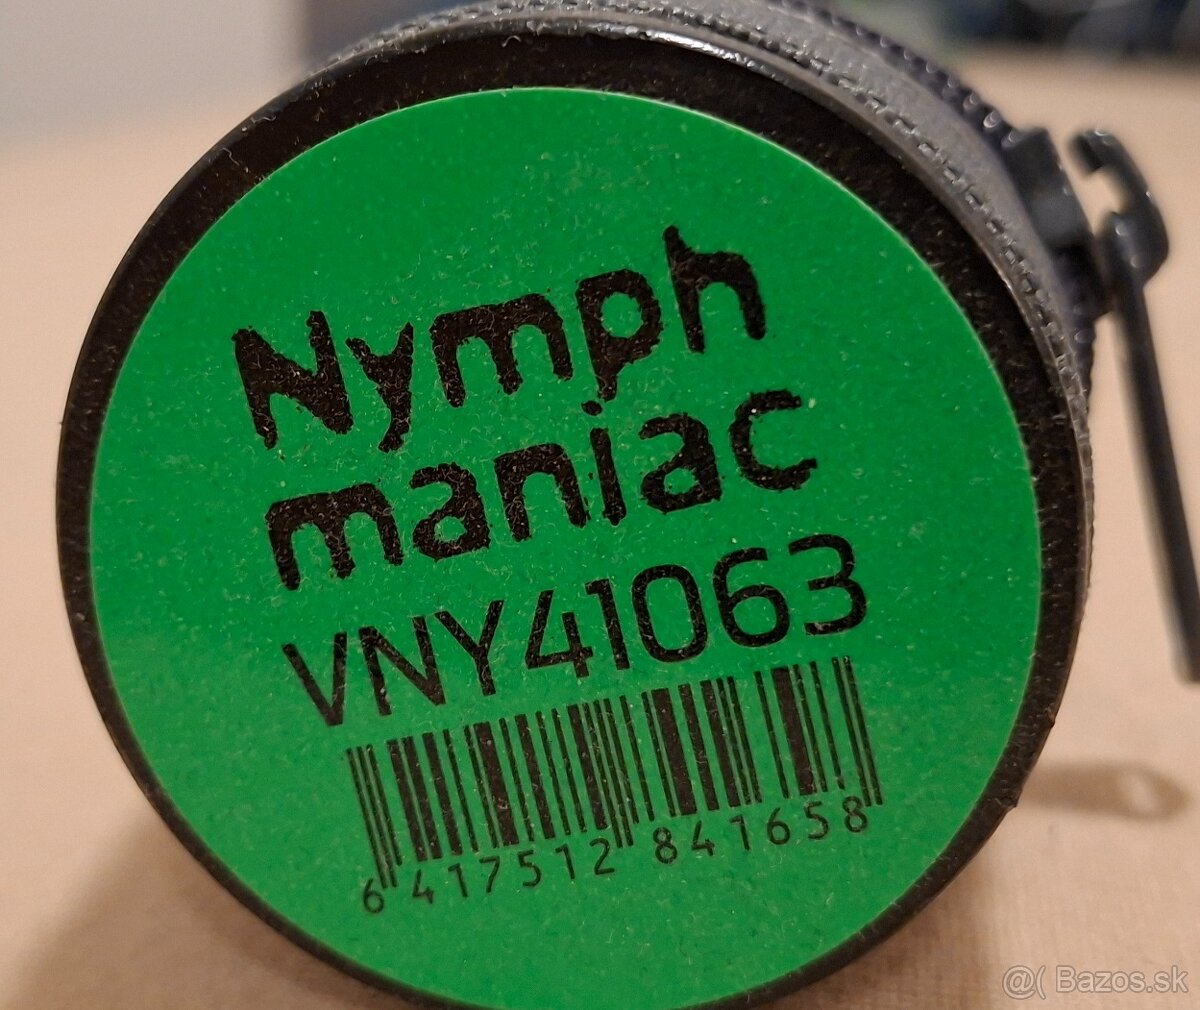 Nymph
maniac
VNY41063
6 417512 841658
@( Bazos.sk